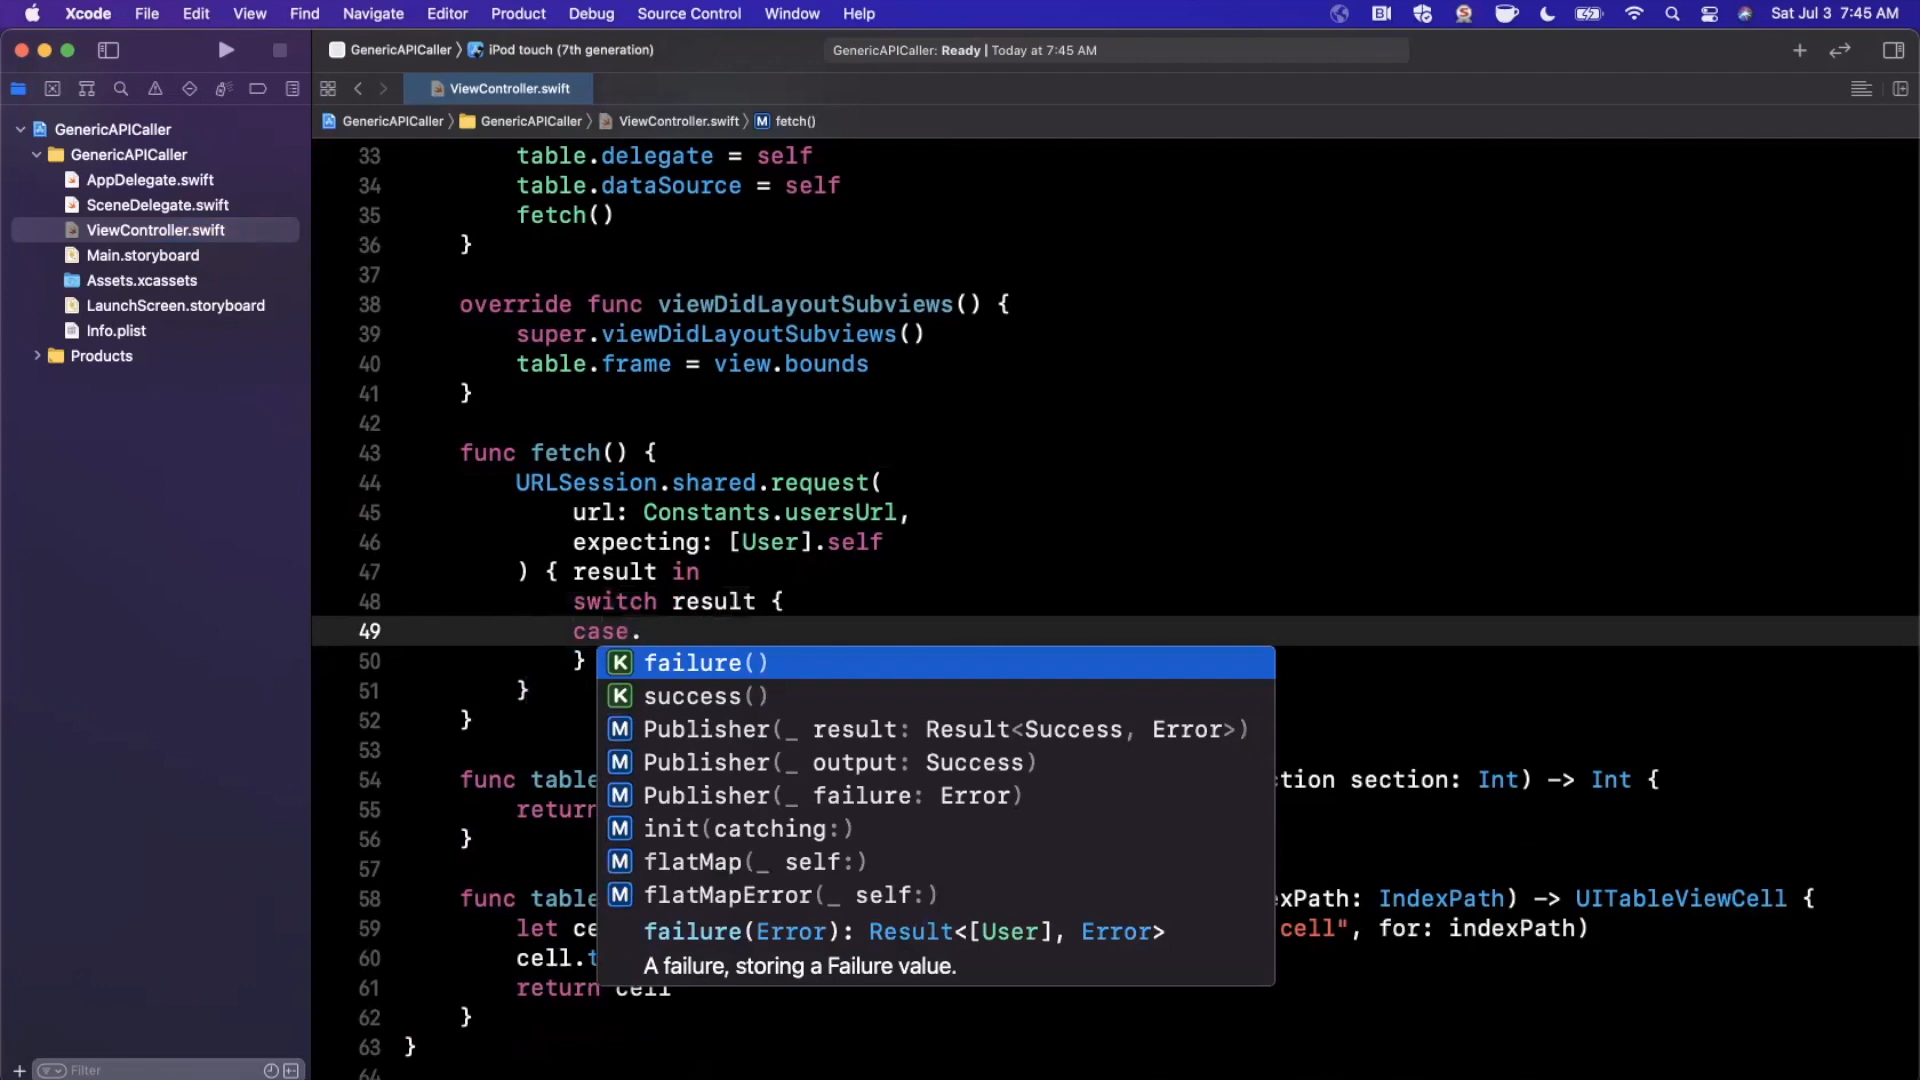 Xcode File Edit View Find Navigate Editor Product Debug Source Control Window Help Sat Jul 3 7:45 AM
GenericAPICaller 〉 iPod touch (7th generation) GenericAPICaller: Ready | Today at 7:45 AM
ViewController.swift
GenericAPICaller 〉 GenericAPICaller 〉 ViewController.swift 〉 M fetch()
GenericAPICaller
GenericAPICaller
AppDelegate.swift
SceneDelegate.swift
ViewController.swift
Main.storyboard
Assets.xcassets
LaunchScreen.storyboard
Info.plist
Products
Filter
33 table.delegate = self
34 table.dataSource = self
35 fetch()
36 }
37
38 override func viewDidLayoutSubviews() {
39 super.viewDidLayoutSubviews()
40 table.frame = view.bounds
41 }
42
43 func fetch() {
44 URLSession.shared.request(
45 url: Constants.usersUrl,
46 expecting: [User].self
47 ) { result in
48 switch result {
49 case.
50 }
51 }
52 }
53
54 func table ction section: Int) -> Int {
55 return
56 }
57
58 func table exPath: IndexPath) -> UITableViewCell {
59 let ce cell", for: indexPath)
60 cell.t
61 return cell
62 }
63 }
64
K failure()
K success()
M Publisher(_ result: Result<Success, Error>)
M Publisher(_ output: Success)
M Publisher(_ failure: Error)
M init(catching:)
M flatMap(_ self:)
M flatMapError(_ self:)
failure(Error): Result<[User], Error>
A failure, storing a Failure value.